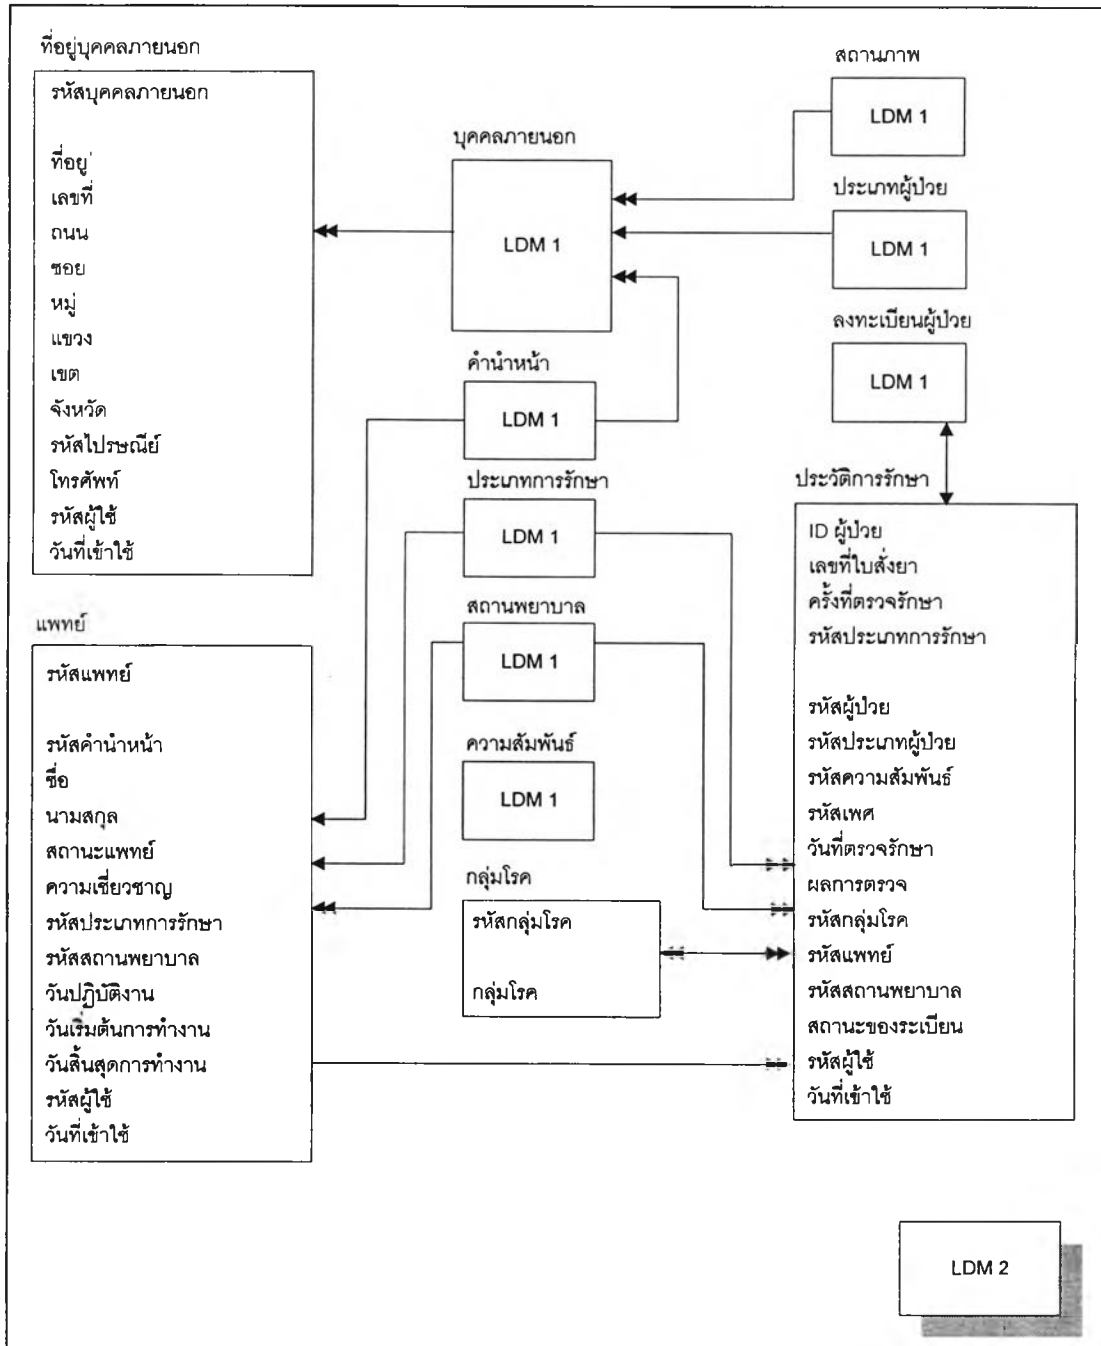 ที่อยู่บุคคลภายนอก
รหัสบุคคลภายนอก
ที่อยู่
เลขที่
ถนน
ซอย
หมู่
แขวง
เขต
จังหวัด
รหัสไปรษณีย์
โทรศัพท์
รหัสผู้ใช้
วันที่เข้าใช้
แพทย์
รหัสแพทย์
รหัสคำนำหน้า
ชื่อ
นามสกุล
สถานะแพทย์
ความเชี่ยวชาญ
รหัสประเภทการรักษา
รหัสสถานพยาบาล
วันปฏิบัติงาน
วันเริ่มต้นการทำงาน
วันสิ้นสุดการทำงาน
รหัสผู้ใช้
วันที่เข้าใช้
บุคคลภายนอก
LDM 1
คำนำหน้า
LDM 1
ประเภทการรักษา
LDM 1
สถานพยาบาล
LDM 1
ความสัมพันธ์
LDM 1
กลุ่มโรค
รหัสกลุ่มโรค
กลุ่มโรค
สถานภาพ
LDM 1
ประเภทผู้ป่วย
LDM 1
ลงทะเบียนผู้ป่วย
LDM 1
ประวัติการรักษา
ID ผู้ป่วย
เลขที่ใบสั่งยา
ครั้งที่ตรวจรักษา
รหัสประเภทการรักษา
รหัสผู้ป่วย
รหัสประเภทผู้ป่วย
รหัสความสัมพันธ์
รหัสเพศ
วันที่ตรวจรักษา
ผลการตรวจ
รหัสกลุ่มโรค
รหัสแพทย์
รหัสสถานพยาบาล
สถานะของระเบียน
รหัสผู้ใช้
วันที่เข้าใช้
LDM 2